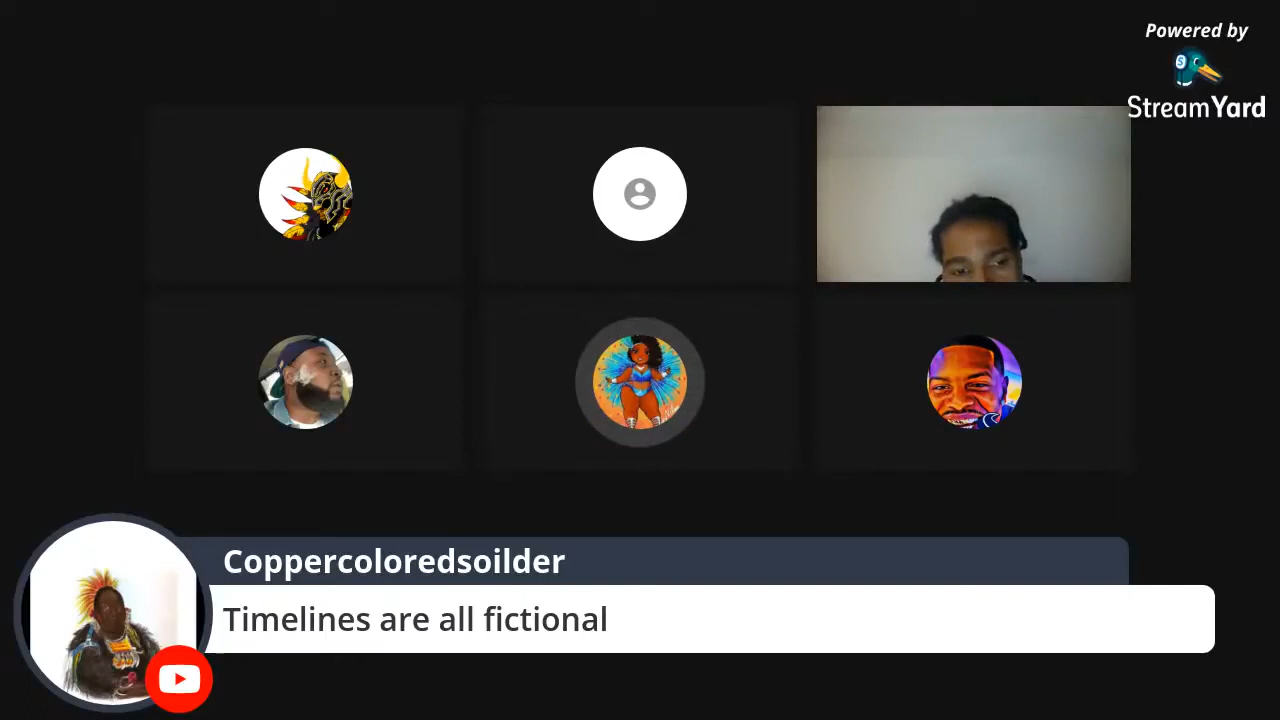 Powered by
StreamYard
Coppercoloredsoilder
Timelines are all fictional